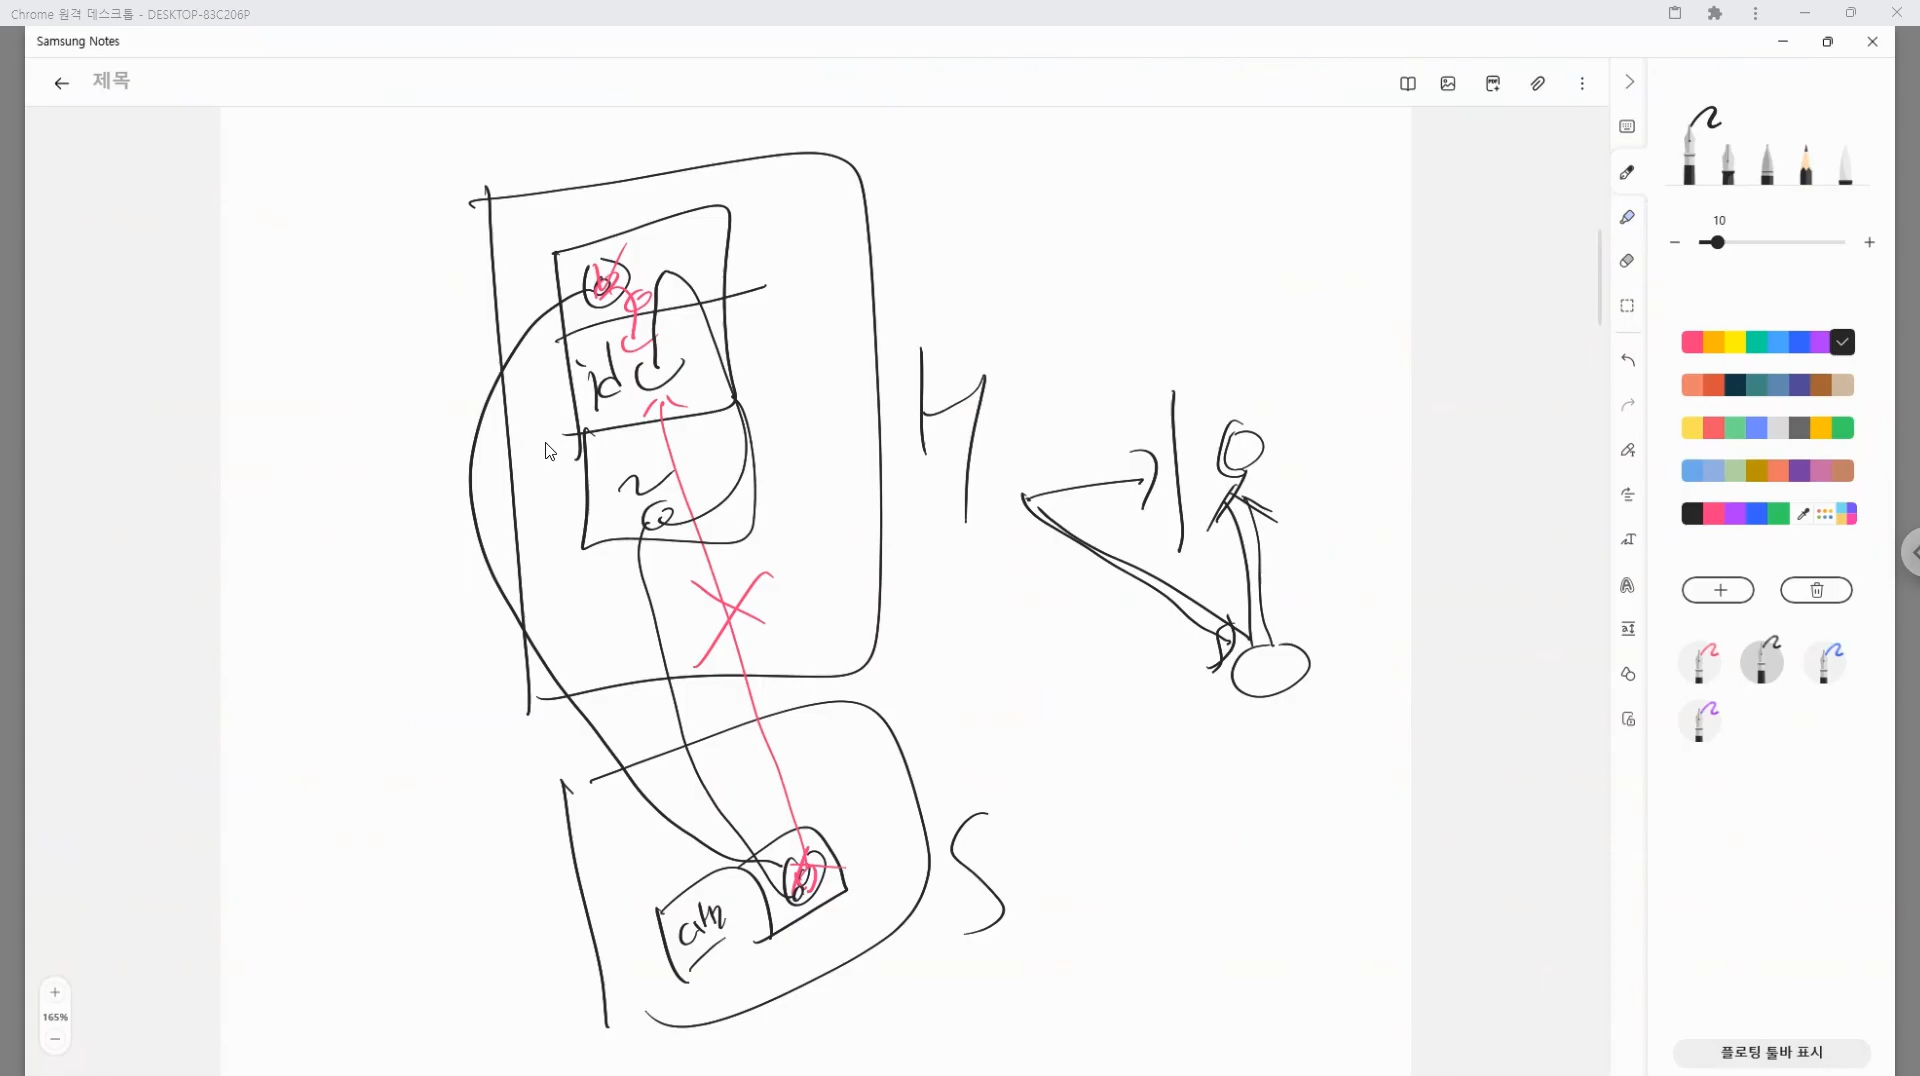 Chrome 원격 데스크톱 - DESKTOP-83C206P
Samsung Notes
제목
10
id
H
S
165%
플로팅 툴바 표시